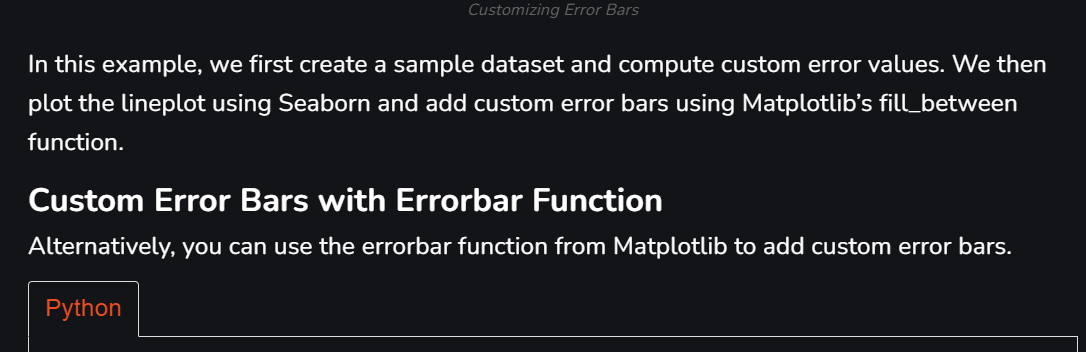 Customizing Error Bars
In this example, we first create a sample dataset and compute custom error values. We then
plot the lineplot using Seaborn and add custom error bars using Matplotlib’s fill_between
function.
Custom Error Bars with Errorbar Function
Alternatively, you can use the errorbar function from Matplotlib to add custom error bars.
Python